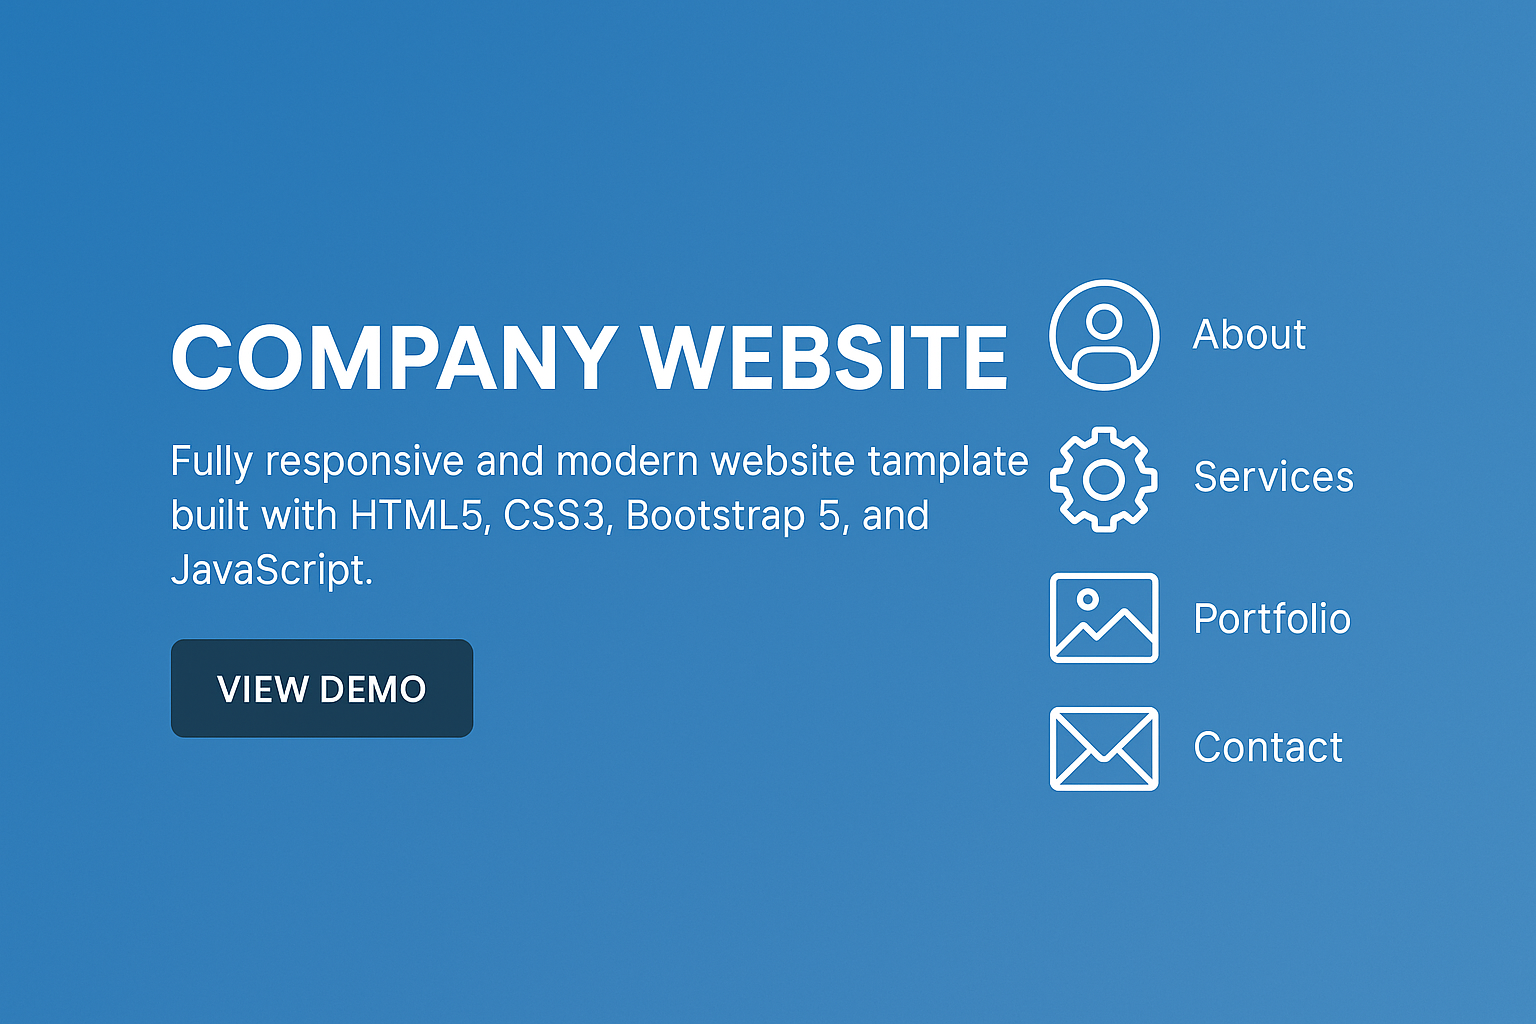 COMPANY WEBSITE
Fully responsive and modern website tamplate
built with HTML5, CSS3, Bootstrap 5, and
JavaScript.
VIEW DEMO
About
Services
Portfolio
Contact